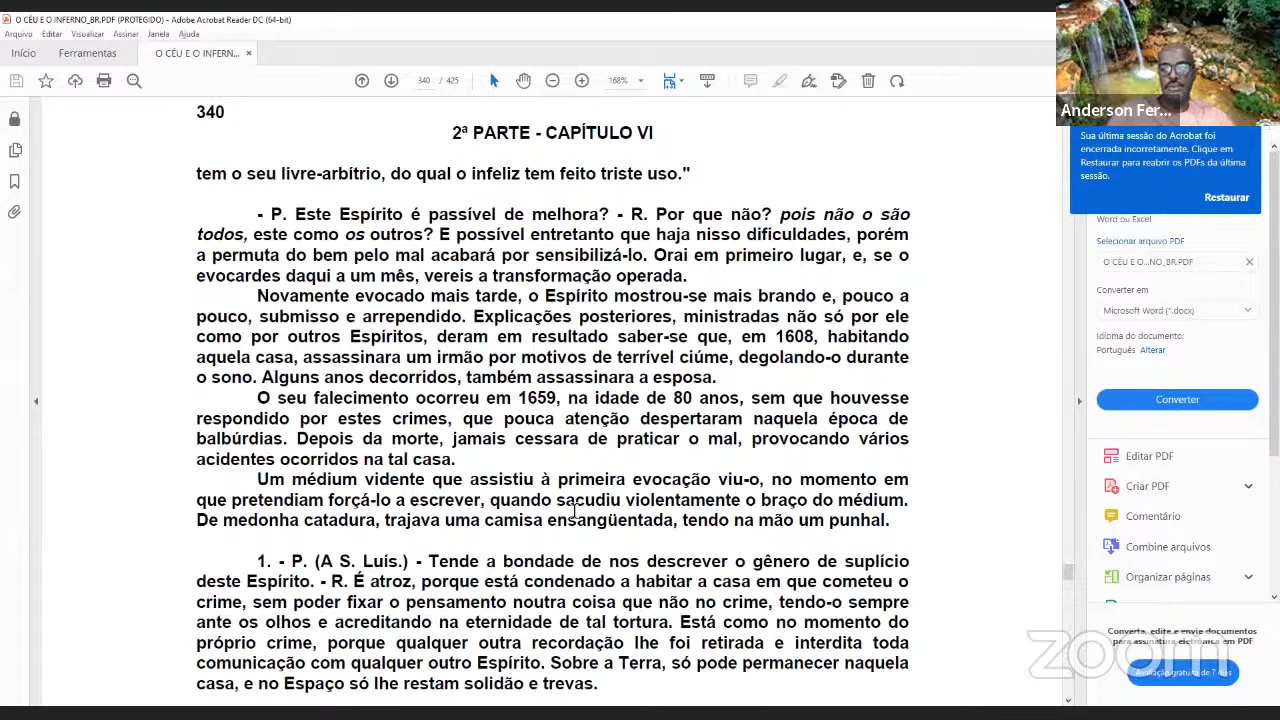 O CÉU E O INFERNO_BR.PDF (PROTEGIDO) - Adobe Acrobat Reader DC (64-bit)
Arquivo Editar Visualizar Assinar Janela Ajuda
Início Ferramentas O CÉU E O INFERN... ×
340 / 425 168%
Anderson Fer...
Sua última sessão do Acrobat foi
encerrada incorretamente. Clique em
Restaurar para reabrir os PDFs da última
sessão.
Restaurar
340
2ª PARTE - CAPÍTULO VI
tem o seu livre-arbítrio, do qual o infeliz tem feito triste uso."
- P. Este Espírito é passível de melhora? - R. Por que não? pois não o são
todos, este como os outros? E possível entretanto que haja nisso dificuldades, porém
a permuta do bem pelo mal acabará por sensibilizá-lo. Orai em primeiro lugar, e, se o
evocardes daqui a um mês, vereis a transformação operada.
Novamente evocado mais tarde, o Espírito mostrou-se mais brando e, pouco a
pouco, submisso e arrependido. Explicações posteriores, ministradas não só por ele
como por outros Espíritos, deram em resultado saber-se que, em 1608, habitando
aquela casa, assassinara um irmão por motivos de terrível ciúme, degolando-o durante
o sono. Alguns anos decorridos, também assassinara a esposa.
O seu falecimento ocorreu em 1659, na idade de 80 anos, sem que houvesse
respondido por estes crimes, que pouca atenção despertaram naquela época de
balbúrdias. Depois da morte, jamais cessara de praticar o mal, provocando vários
acidentes ocorridos na tal casa.
Um médium vidente que assistiu à primeira evocação viu-o, no momento em
que pretendiam forçá-lo a escrever, quando sacudiu violentamente o braço do médium.
De medonha catadura, trajava uma camisa ensangüentada, tendo na mão um punhal.
1. - P. (A S. Luís.) - Tende a bondade de nos descrever o gênero de suplício
deste Espírito. - R. É atroz, porque está condenado a habitar a casa em que cometeu o
crime, sem poder fixar o pensamento noutra coisa que não no crime, tendo-o sempre
ante os olhos e acreditando na eternidade de tal tortura. Está como no momento do
próprio crime, porque qualquer outra recordação lhe foi retirada e interdita toda
comunicação com qualquer outro Espírito. Sobre a Terra, só pode permanecer naquela
casa, e no Espaço só lhe restam solidão e trevas.
Word ou Excel
Selecionar arquivo PDF
O CÉU E O...NO_BR.PDF
Converter em
Microsoft Word (*.docx)
Idioma do documento:
Português Alterar
Converter
Editar PDF
Criar PDF
Comentário
Combine arquivos
Organizar páginas
Converta, edite e envie documentos
para assinatura eletrônica em PDF
Avaliação gratuita de 7 dias
zoom